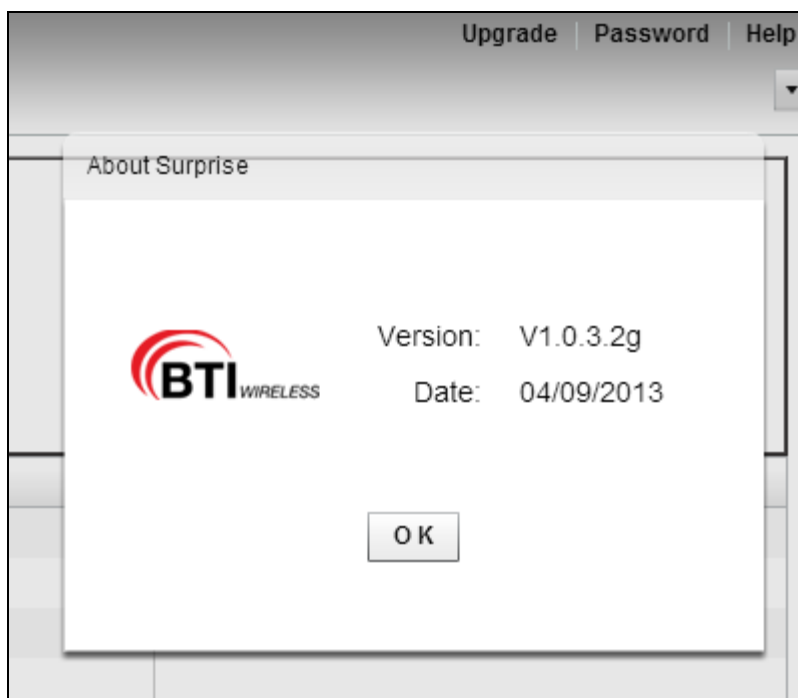 Upgrade Password Help
About Surprise
BTI WIRELESS
Version: V1.0.3.2g
Date: 04/09/2013
OK